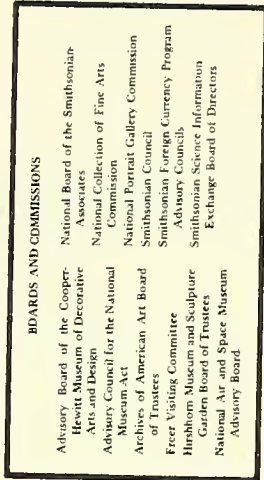 BOARDS AND COMMISSIONS
Advisory Board of the Cooper-
Hewitt Museum of Decorative
Arts and Design
Advisory Council for the National
Museum Act
Archives of American Art Board
of Trustees
Freer Visiting Committee
Hirshhorn Museum and Sculpture
Garden Board of Trustees
National Air and Space Museum
Advisory Board
National Board of the Smithsonian
Associates
National Collection of Fine Arts
Commission
National Portrait Gallery Commission
Smithsonian Council
Smithsonian Foreign Currency Program
Advisory Councils
Smithsonian Science Information
Exchange Board of Directors